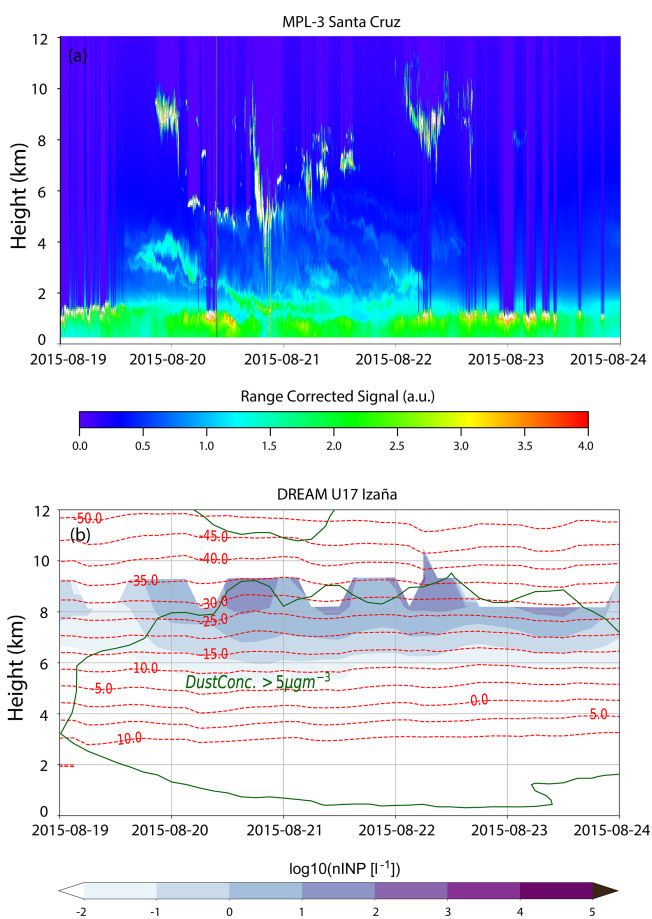 MPL-3 Santa Cruz
(a)
12
10
8
6
4
2
0
Height (km)
2015-08-19 2015-08-20 2015-08-21 2015-08-22 2015-08-23 2015-08-24
Range Corrected Signal (a.u.)
0.0 0.5 1.0 1.5 2.0 2.5 3.0 3.5 4.0
DREAM U17 Izaña
(b)
12
10
8
6
4
2
0
Height (km)
-50.0
-45.0
-40.0
-35.0
-30.0
-25.0
-15.0
-10.0
DustConc. > 5μgm⁻³
-5.0
0.0
5.0
10.0
2015-08-19 2015-08-20 2015-08-21 2015-08-22 2015-08-23 2015-08-24
log10(nINP [l⁻¹])
-2 -1 0 1 2 3 4 5